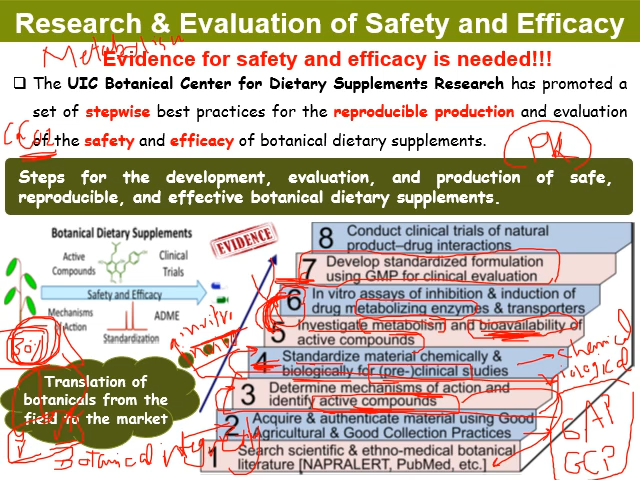 Research & Evaluation of Safety and Efficacy
Metabolism
Evidence for safety and efficacy is needed!!!
❑ The UIC Botanical Center for Dietary Supplements Research has promoted a
set of stepwise best practices for the reproducible production and evaluation
of the safety and efficacy of botanical dietary supplements.
PK
Steps for the development, evaluation, and production of safe,
reproducible, and effective botanical dietary supplements.
Botanical Dietary Supplements
Active
Compounds
Clinical
Trials
Safety and Efficacy
Mechanisms
Action
ADME
Standardization
EVIDENCE
8 Conduct clinical trials of natural
product–drug interactions
7 Develop standardized formulation
using GMP for clinical evaluation
6 In vitro assays of inhibition & induction of
drug metabolizing enzymes & transporters
5 Investigate metabolism and bioavailability of
active compounds
4 Standardize material chemically &
biologically for (pre-)clinical studies
3 Determine mechanisms of action and
identify active compounds
2 Acquire & authenticate material using Good
Agricultural & Good Collection Practices
1 Search scientific & ethno-medical botanical
literature [NAPRALERT, PubMed, etc.]
Translation of
botanicals from the
field to the market
chemical
biological
GAP
GCP
Botanical